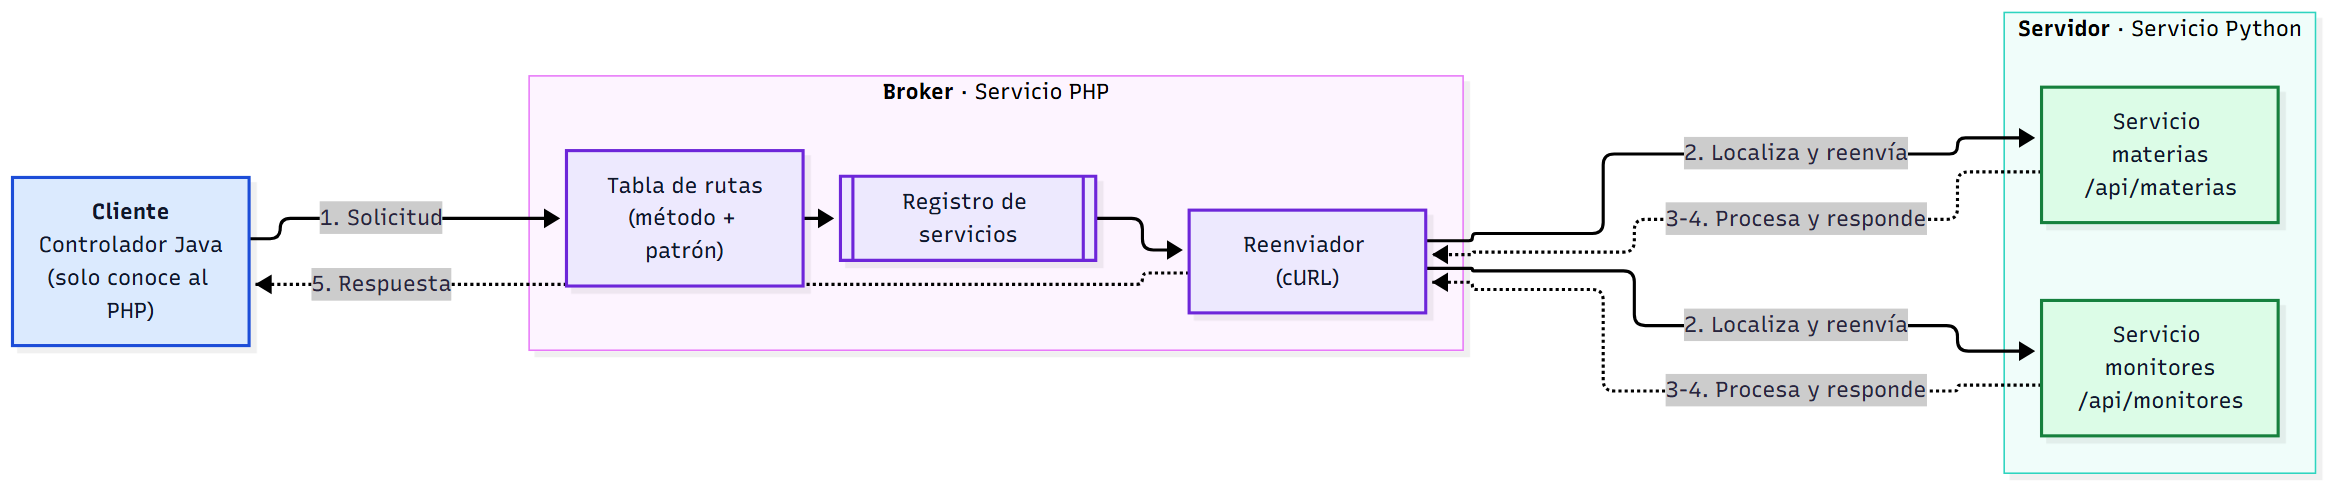 Cliente
Controlador Java
(solo conoce al
PHP)
1. Solicitud
5. Respuesta
Broker · Servicio PHP
Tabla de rutas
(método +
patrón)
Registro de
servicios
Reenviador
(cURL)
2. Localiza y reenvía
3-4. Procesa y responde
2. Localiza y reenvía
3-4. Procesa y responde
Servidor · Servicio Python
Servicio
materias
/api/materias
Servicio
monitores
/api/monitores